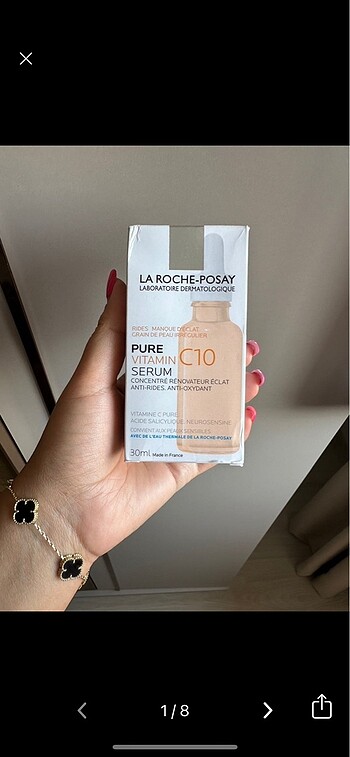 LA ROCHE-POSAY
LABORATOIRE DERMATOLOGIQUE
RIDES MANQUE D'ÉCLAT
GRAIN DE PEAU IRRÉGULIER
PURE
VITAMIN C10
SERUM
CONCENTRÉ RÉNOVATEUR ÉCLAT
ANTI-RIDES. ANTI-OXYDANT
VITAMINE C PURE
ACIDE SALICYLIQUE. NEUROSENSINE
CONVIENT AUX PEAUX SENSIBLES
AVEC DE L'EAU THERMALE DE LA ROCHE-POSAY
30ml Made in France
1/8